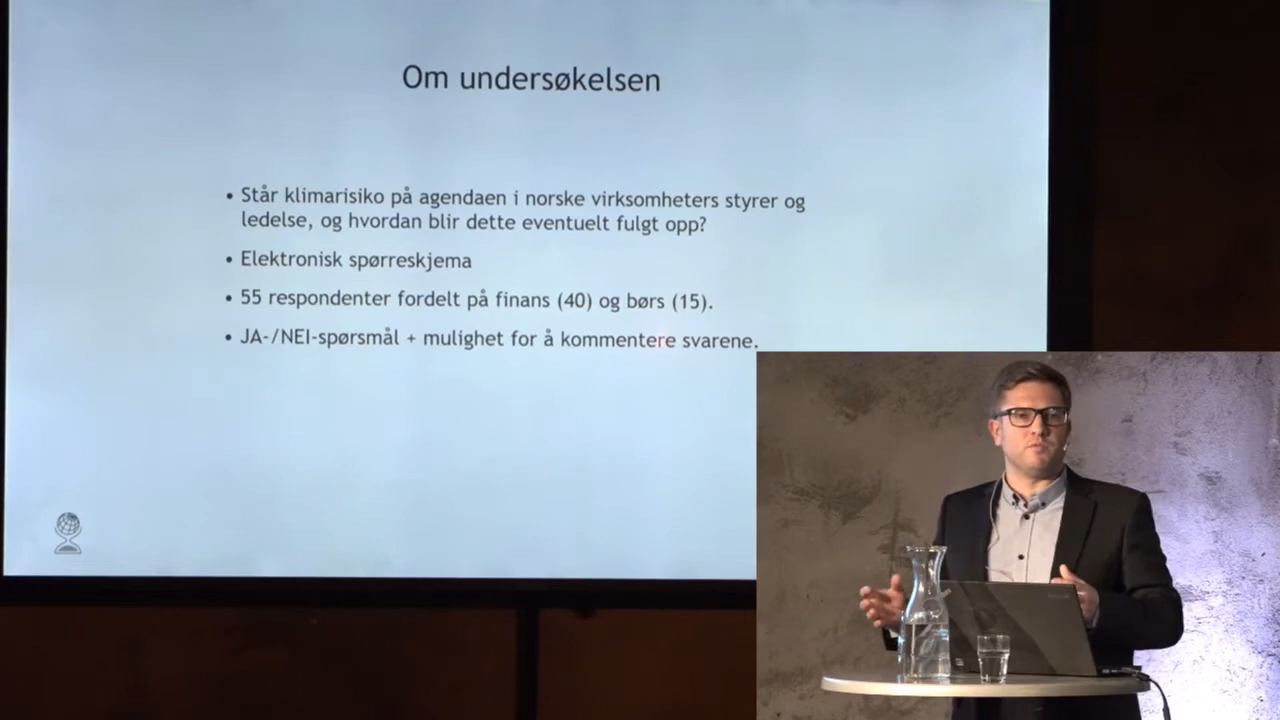 Om undersøkelsen
• Står klimarisiko på agendaen i norske virksomheters styrer og
ledelse, og hvordan blir dette eventuelt fulgt opp?
• Elektronisk spørreskjema
• 55 respondenter fordelt på finans (40) og børs (15).
• JA-/NEI-spørsmål + mulighet for å kommentere svarene.